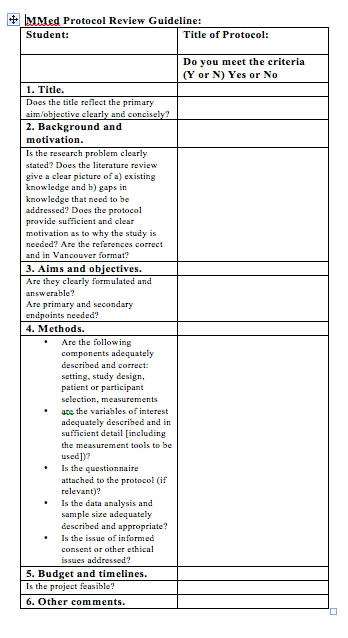 MMed Protocol Review Guideline:
Student:
Title of Protocol:
Do you meet the criteria
(Y or N) Yes or No
1. Title.
Does the title reflect the primary
aim/objective clearly and concisely?
2. Background and
motivation.
Is the research problem clearly
stated? Does the literature review
give a clear picture of a) existing
knowledge and b) gaps in
knowledge that need to be
addressed? Does the protocol
provide sufficient and clear
motivation as to why the study is
needed? Are the references correct
and in Vancouver format?
3. Aims and objectives.
Are they clearly formulated and
answerable?
Are primary and secondary
endpoints needed?
4. Methods.
• Are the following
components adequately
described and correct:
setting, study design,
patient or participant
selection, measurements
• are the variables of interest
adequately described and in
sufficient detail [including
the measurement tools to be
used])?
• Is the questionnaire
attached to the protocol (if
relevant)?
• Is the data analysis and
sample size adequately
described and appropriate?
• Is the issue of informed
consent or other ethical
issues addressed?
5. Budget and timelines.
Is the project feasible?
6. Other comments.